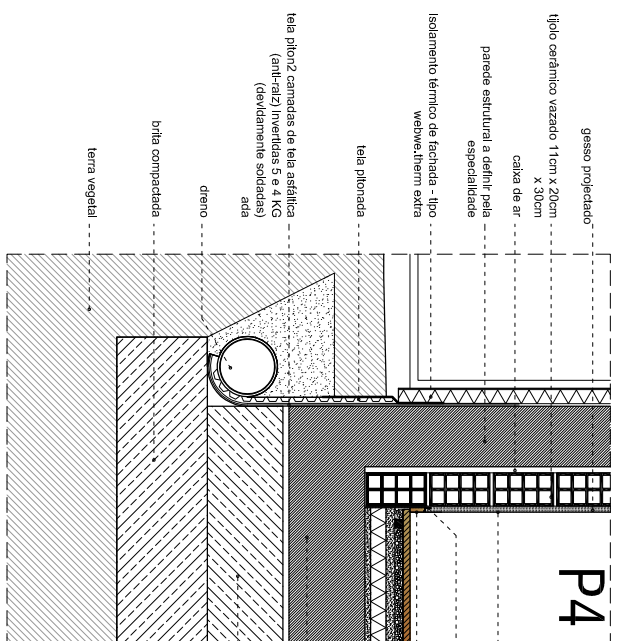 gesso projectado
tijolo cerâmico vazado 11cm x 20cm
x 30cm
caixa de ar
parede estrutural a definir pela
especialidade
Isolamento térmico de fachada - tipo
webwe.therm extra
tela pitonada
tela piton2 camadas de tela asfáltica
(anti-raiz) invertidas 5 e 4 KG
(devidamente soldadas)
ada
dreno
brita compactada
terra vegetal
P4